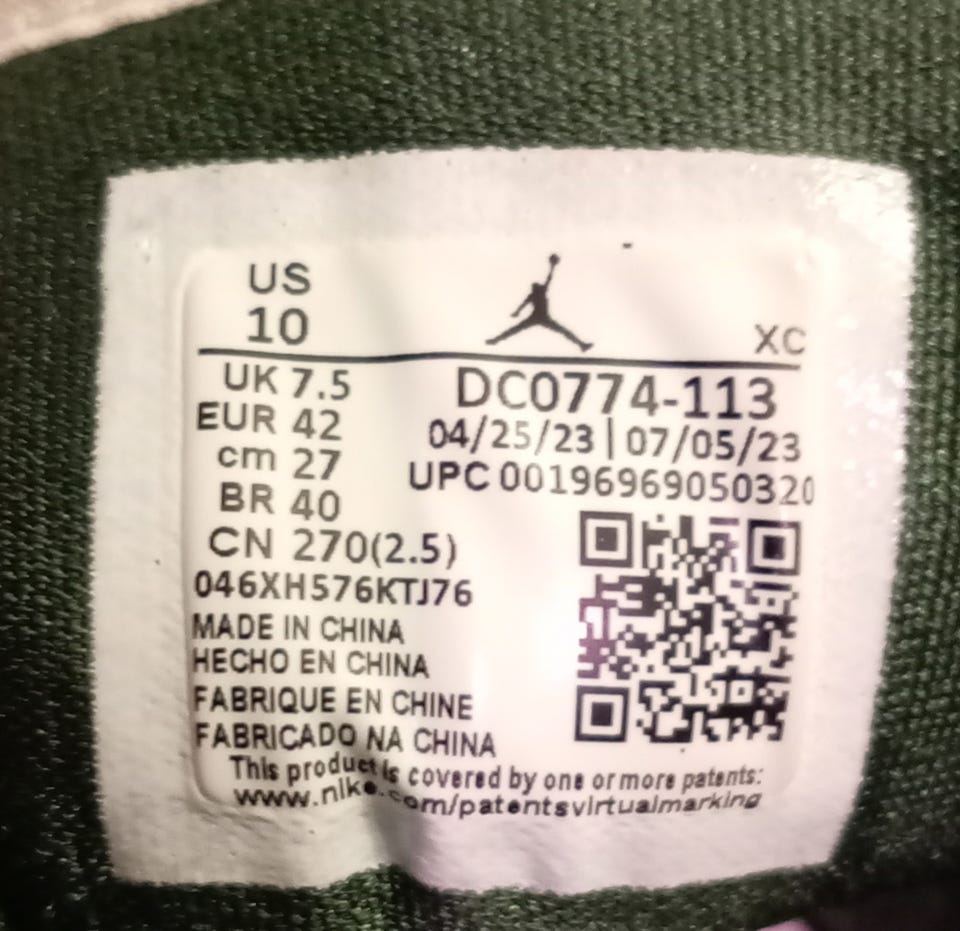 US
10
XC
UK 7.5
EUR 42
cm 27
BR 40
CN 270(2.5)
DC0774-113
04/25/23 | 07/05/23
UPC 00196969050320
046XH576KTJ76
MADE IN CHINA
HECHO EN CHINA
FABRIQUE EN CHINE
FABRICADO NA CHINA
This product is covered by one or more patents:
www.nike.com/patentsvirtualmarking